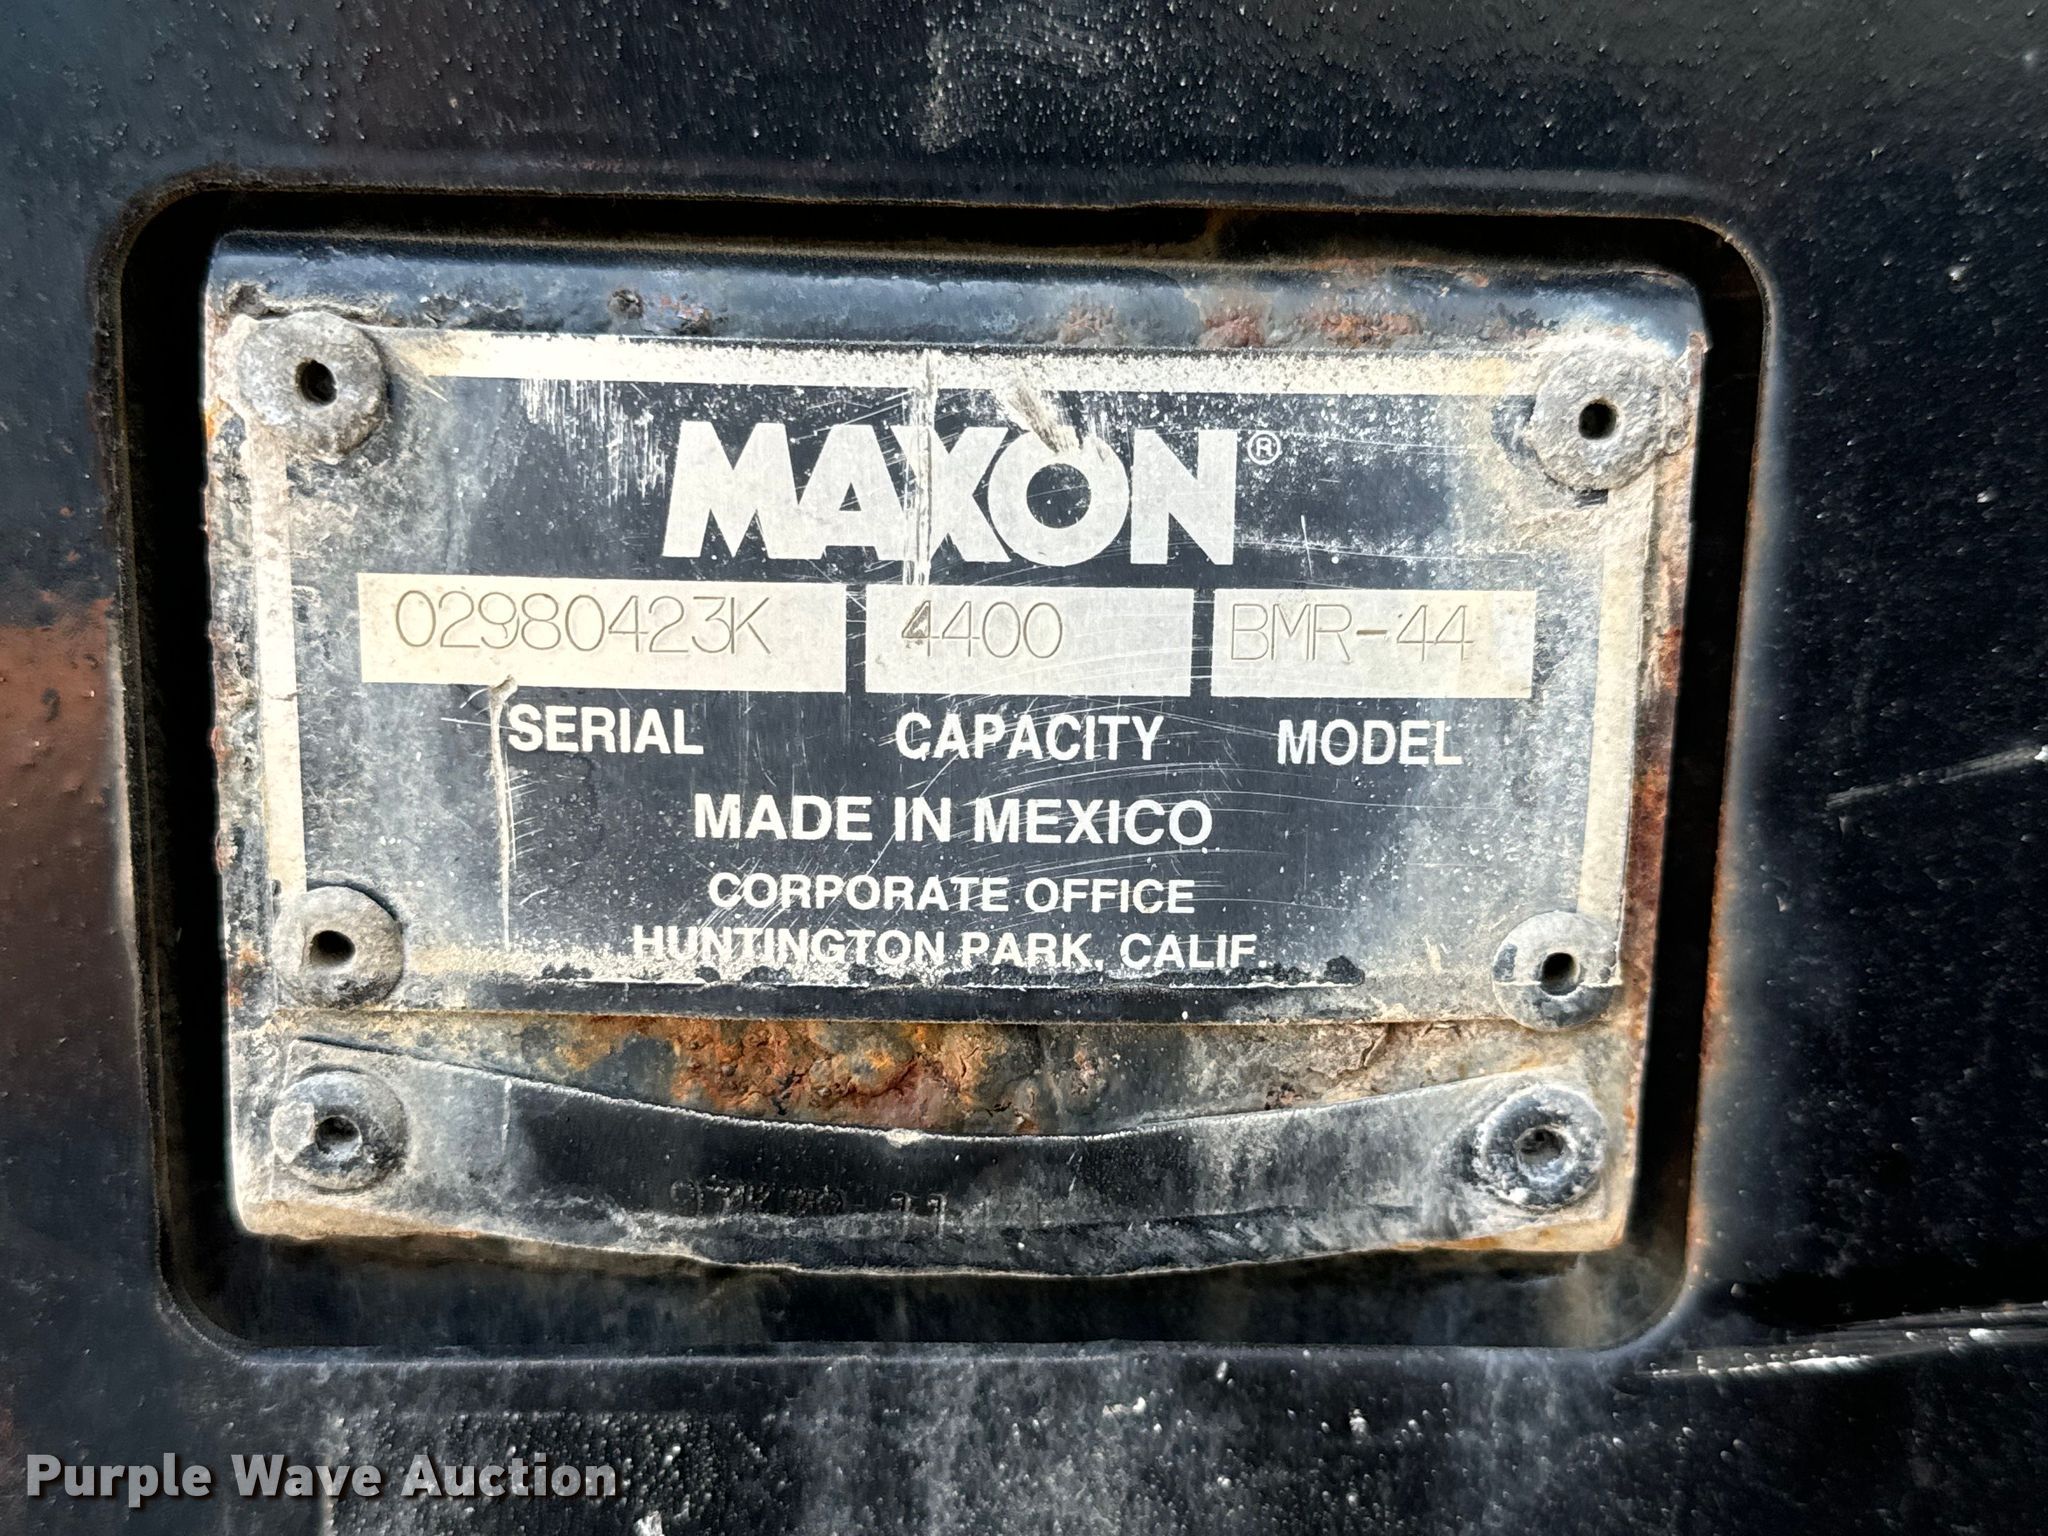 MAXON®
02980423K 4400 BMR-44
SERIAL CAPACITY MODEL
MADE IN MEXICO
CORPORATE OFFICE
HUNTINGTON PARK, CALIF.
Purple Wave Auction